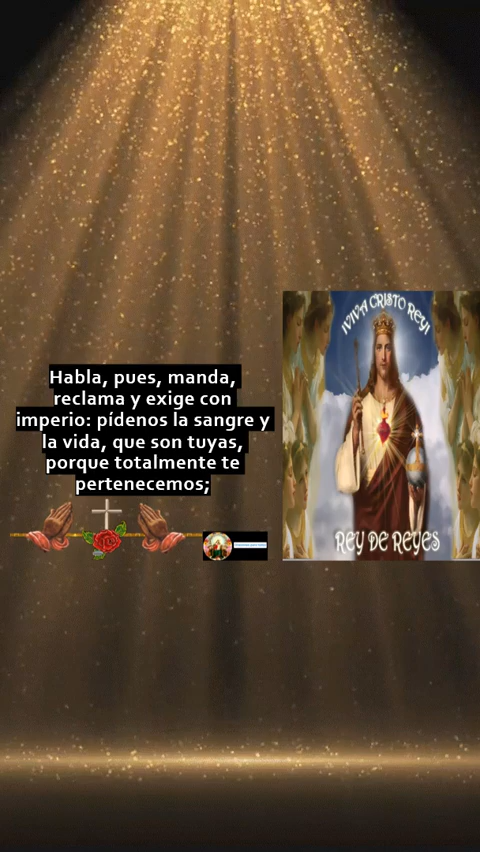 ¡VIVA CRISTO REY!
Habla, pues, manda,
reclama y exige con
imperio: pídenos la sangre y
la vida, que son tuyas,
porque totalmente te
pertenecemos;
REY DE REYES